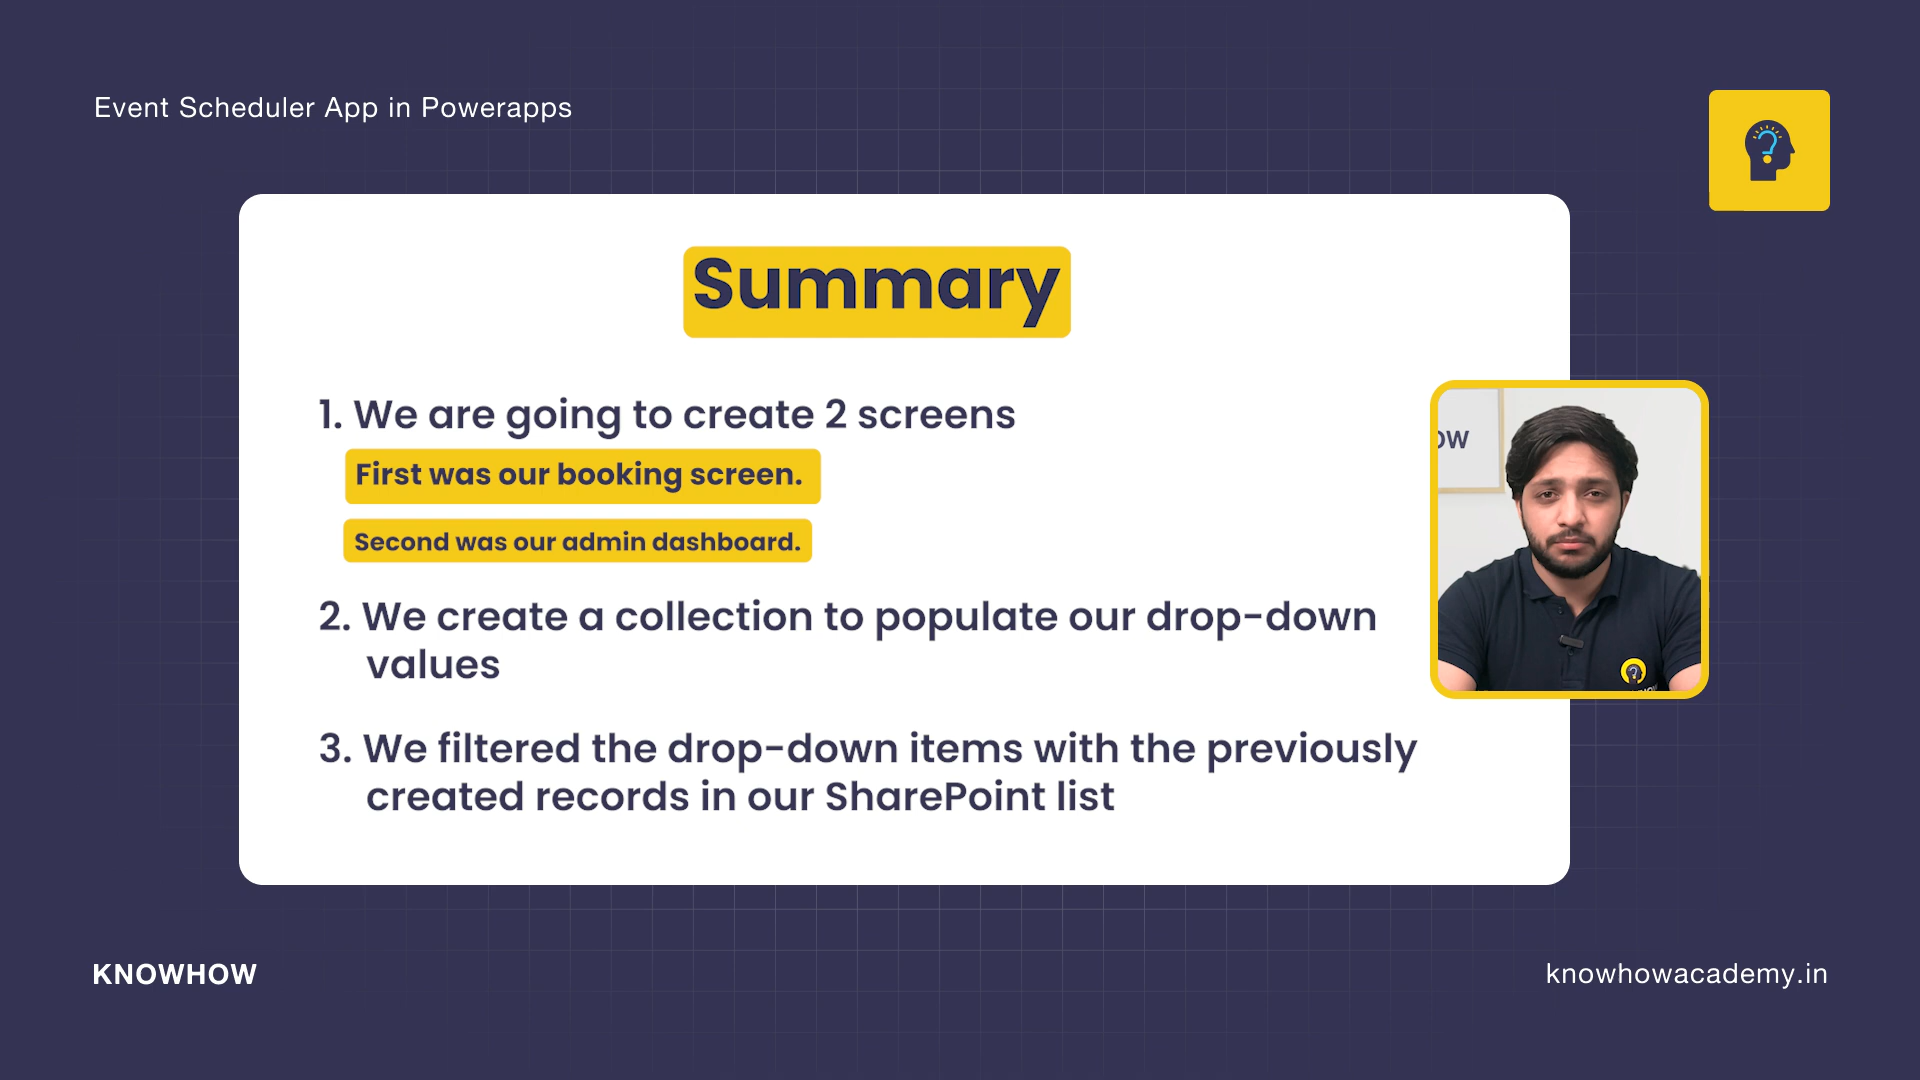 Event Scheduler App in Powerapps
Summary
1. We are going to create 2 screens
First was our booking screen.
Second was our admin dashboard.
2. We create a collection to populate our drop-down
values
3. We filtered the drop-down items with the previously
created records in our SharePoint list
OW
KNOWHOW
knowhowacademy.in